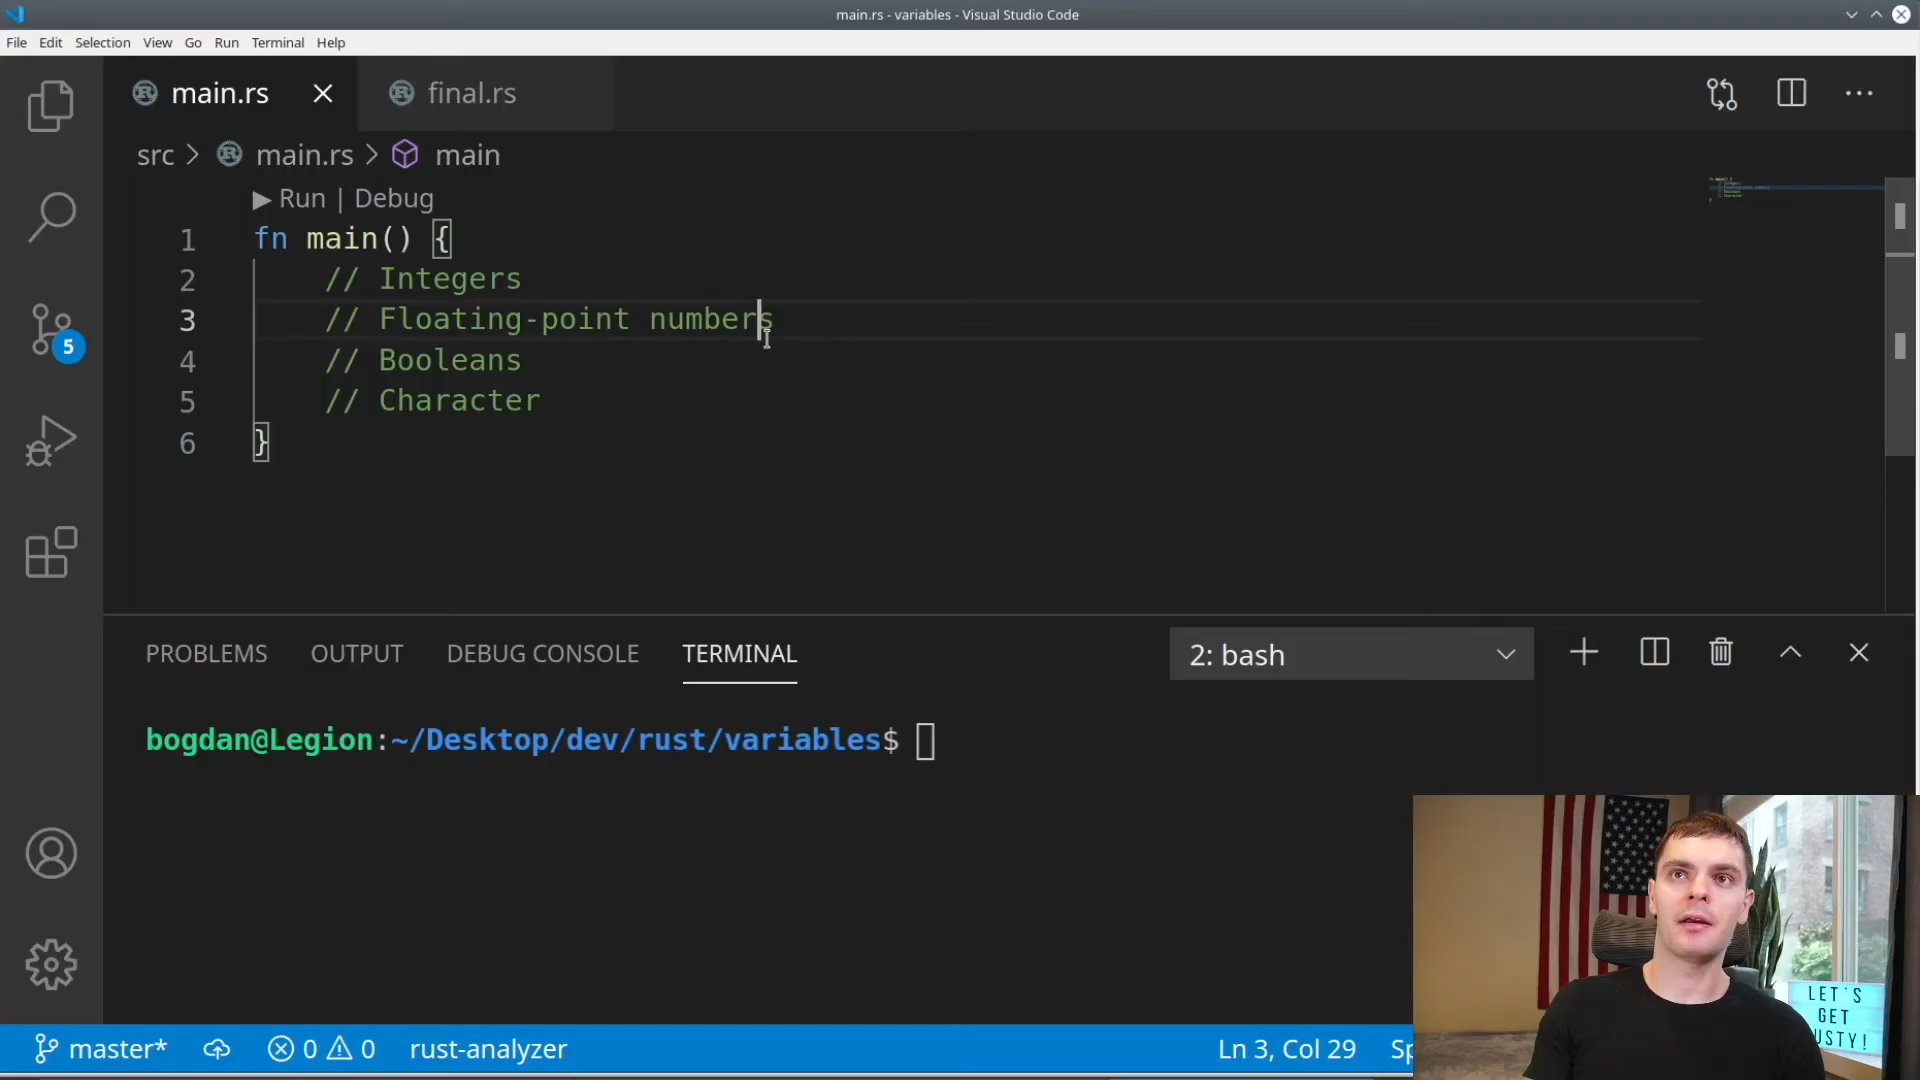 main.rs - variables - Visual Studio Code
File Edit Selection View Go Run Terminal Help
main.rs final.rs
src > main.rs > main
▶ Run | Debug
1 fn main() {
2 // Integers
3 // Floating-point numbers
4 // Booleans
5 // Character
6 }
5
PROBLEMS OUTPUT DEBUG CONSOLE TERMINAL
2: bash
bogdan@Legion:~/Desktop/dev/rust/variables$
LET'S
GET
USTY!
master* 0 0 rust-analyzer Ln 3, Col 29 Sp